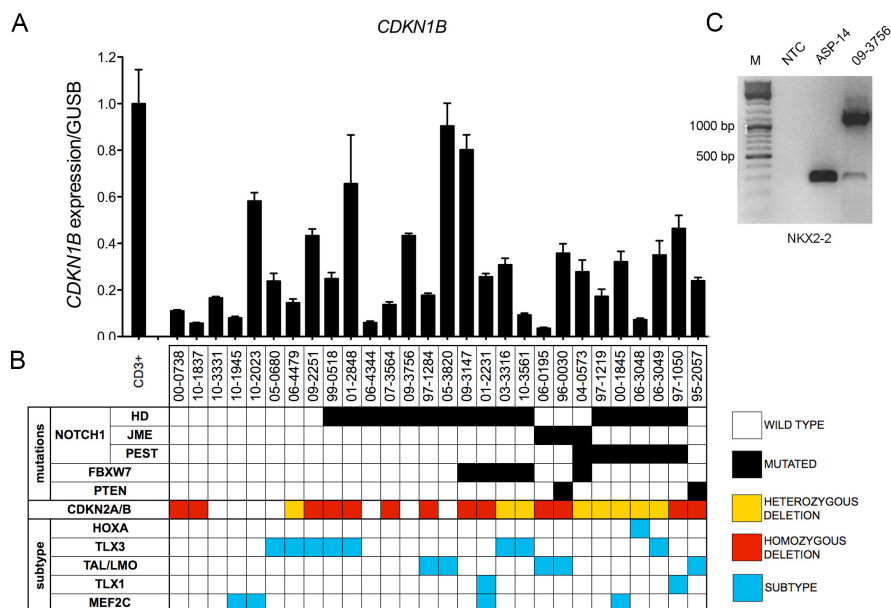 A
CDKN1B
CDKN1B expression/GUSB
1.2
1.0
0.8
0.6
0.4
0.2
0.0
C
M
NTC
ASP-14
09-3756
1000 bp
500 bp
NKX2-2
B
CD3+
00-0738
10-1837
10-3331
10-1945
10-2023
05-0680
06-4479
09-2251
99-0518
01-2848
06-4344
07-3564
09-3756
97-1284
05-3820
09-3147
01-2231
03-3316
10-3561
06-0195
96-0030
04-0573
97-1219
00-1845
06-3048
06-3049
97-1050
95-2057
mutations
NOTCH1
HD
JME
PEST
FBXW7
PTEN
CDKN2A/B
subtype
HOXA
TLX3
TAL/LMO
TLX1
MEF2C
WILD TYPE
MUTATED
HETEROZYGOUS
DELETION
HOMOZYGOUS
DELETION
SUBTYPE